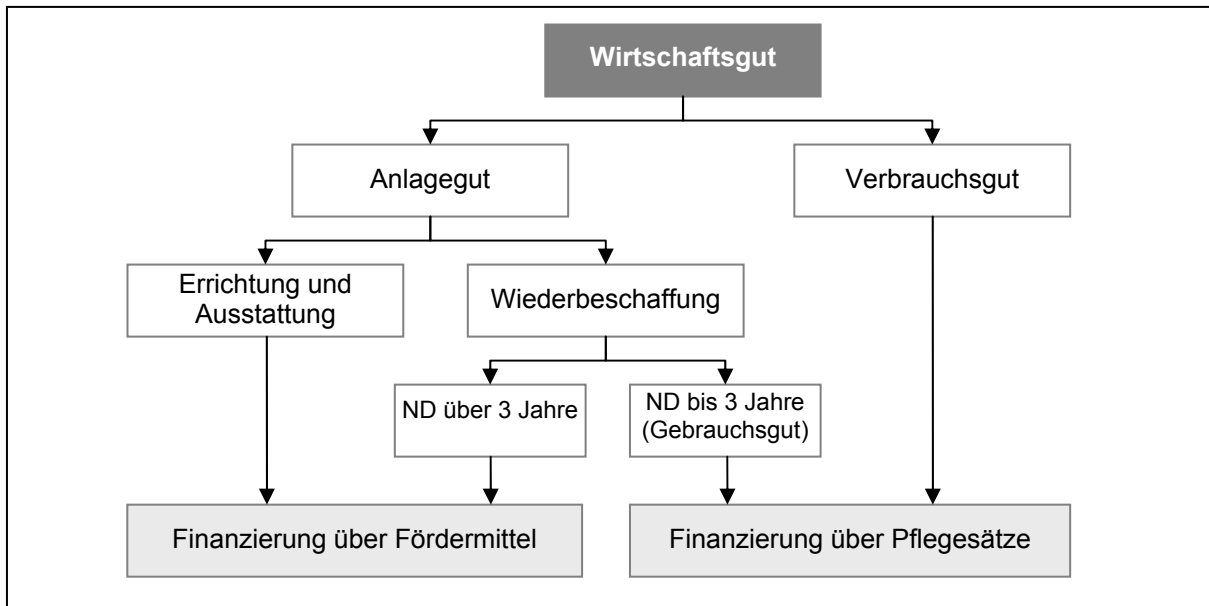 Wirtschaftsgut
Anlagegut
Verbrauchsgut
Errichtung und
Ausstattung
Wiederbeschaffung
ND über 3 Jahre
ND bis 3 Jahre
(Gebrauchsgut)
Finanzierung über Fördermittel
Finanzierung über Pflegesätze